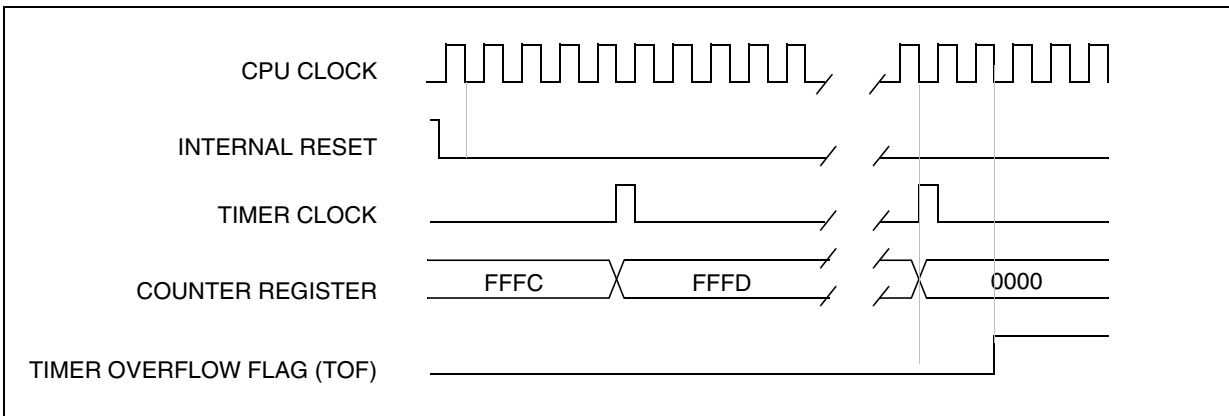 CPU CLOCK
INTERNAL RESET
TIMER CLOCK
COUNTER REGISTER FFFC FFFD 0000
TIMER OVERFLOW FLAG (TOF)